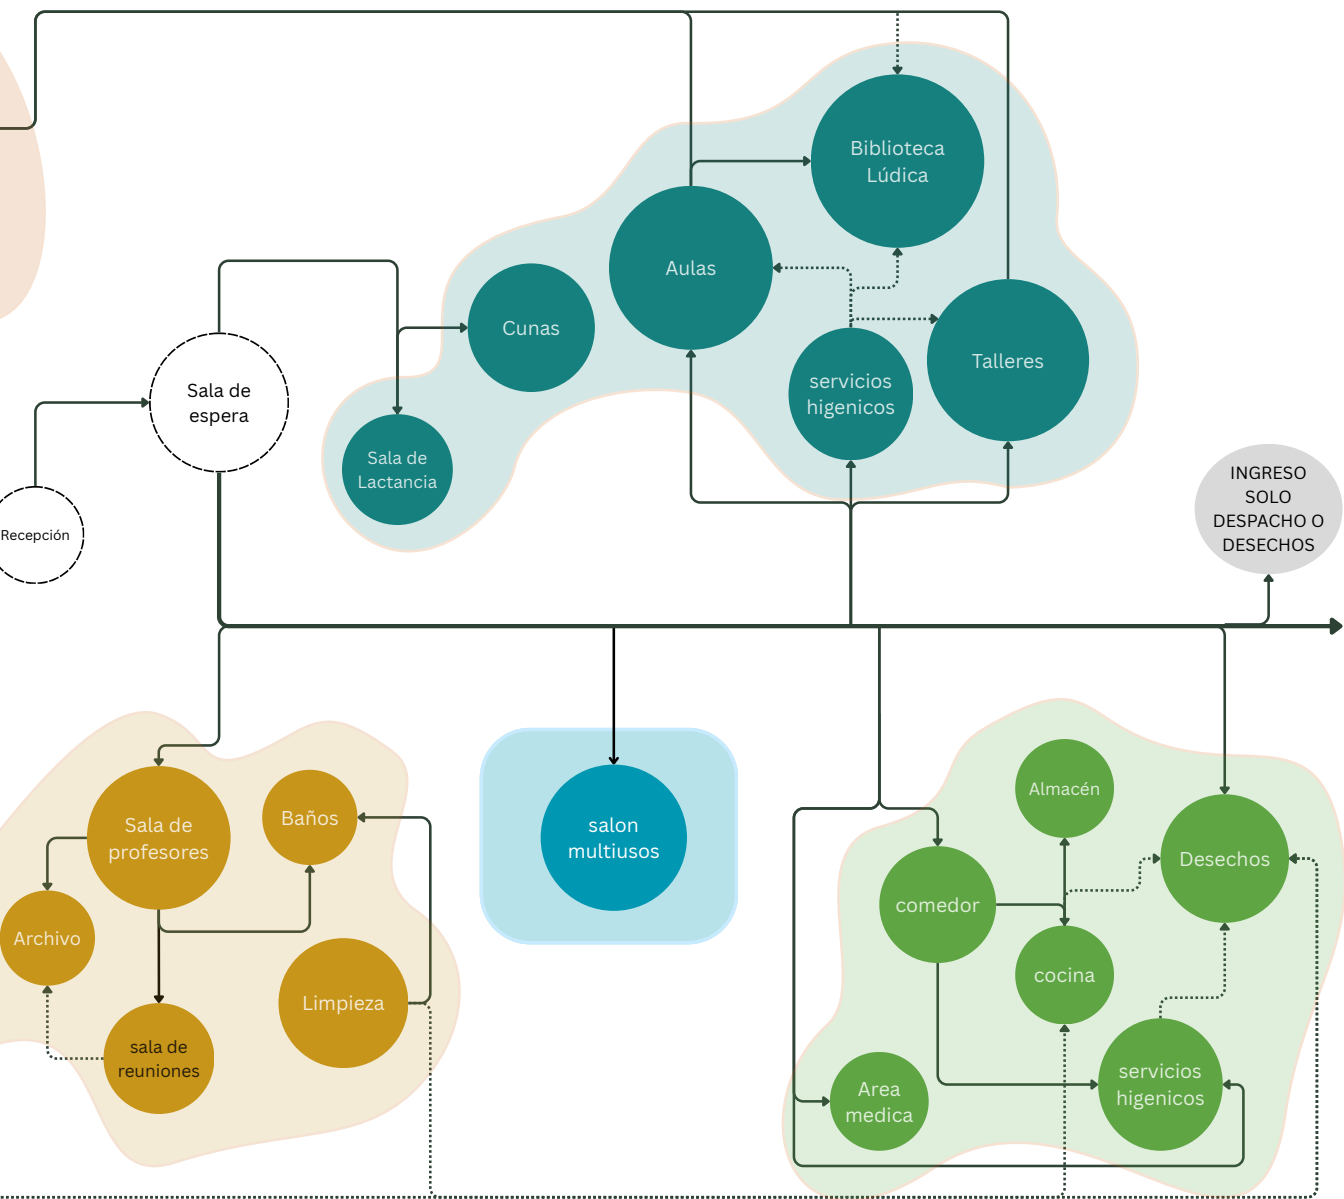 Biblioteca
Lúdica
Aulas
Cunas
Talleres
servicios
higenicos
Sala de
espera
Sala de
Lactancia
Recepción
INGRESO
SOLO
DESPACHO O
DESECHOS
Sala de
profesores
Baños
Archivo
Limpieza
sala de
reuniones
salon
multiusos
Almacén
Desechos
comedor
cocina
servicios
higenicos
Area
medica